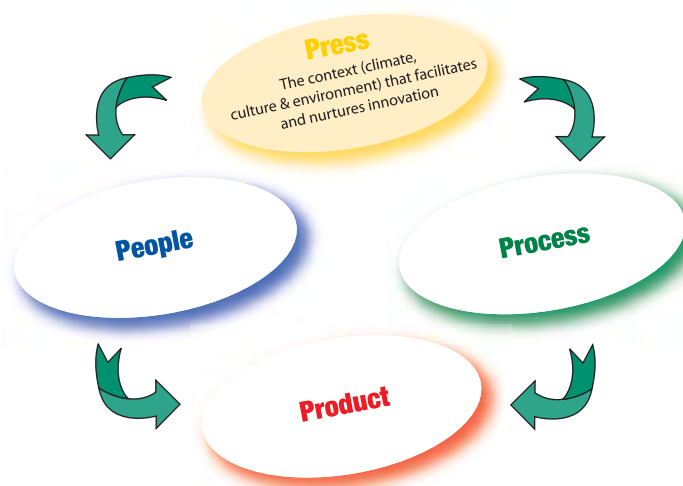 Press
The context (climate,
culture & environment) that facilitates
and nurtures innovation
People
Process
Product